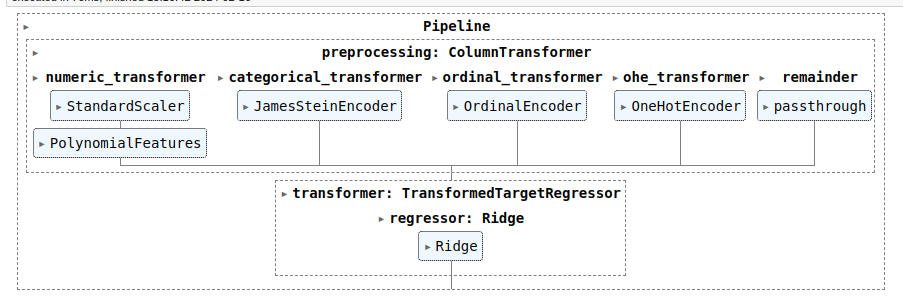 Pipeline
preprocessing: ColumnTransformer
numeric_transformer categorical_transformer ordinal_transformer ohe_transformer remainder
StandardScaler JamesSteinEncoder OrdinalEncoder OneHotEncoder passthrough
PolynomialFeatures
transformer: TransformedTargetRegressor
regressor: Ridge
Ridge